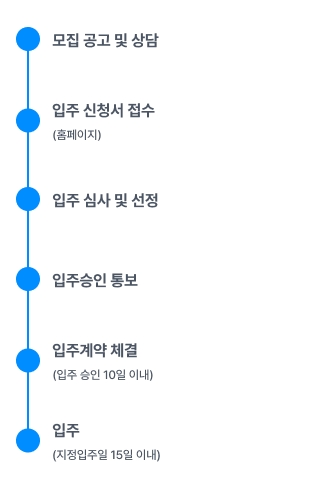 모집 공고 및 상담
입주 신청서 접수
(홈페이지)
입주 심사 및 선정
입주승인 통보
입주계약 체결
(입주 승인 10일 이내)
입주
(지정입주일 15일 이내)